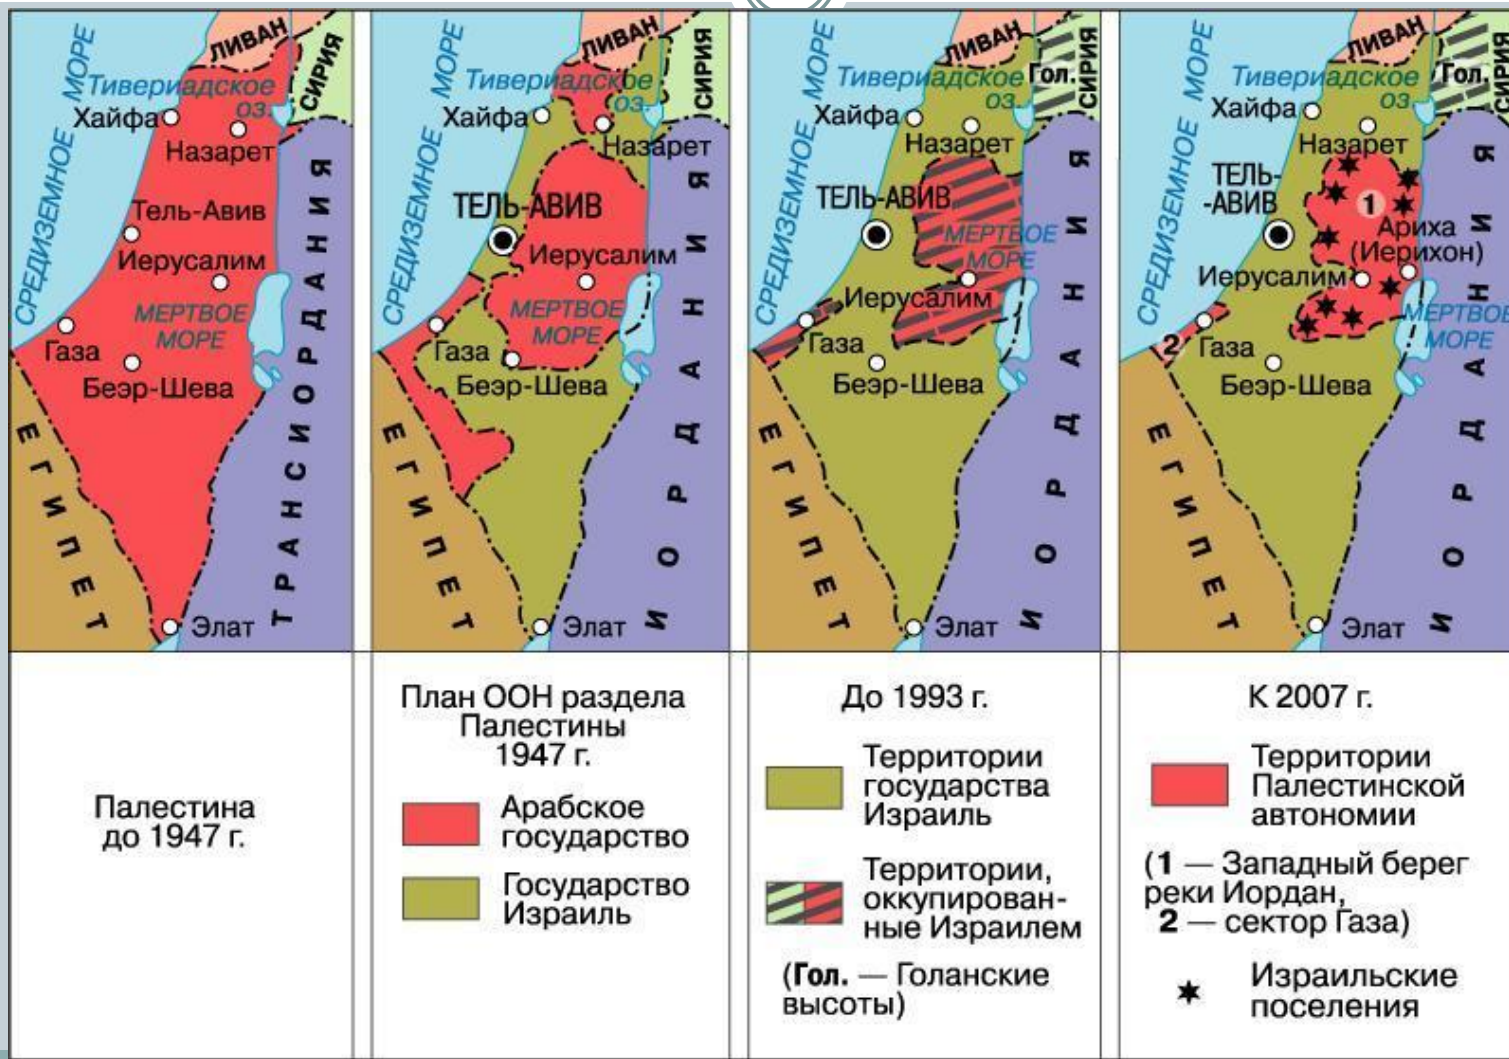 ЛИВАН
СИРИЯ
СРЕДИЗЕМНОЕ МОРЕ
Тивериадское
оз.
Хайфа
Назарет
Тель-Авив
Иерусалим
МЕРТВОЕ
МОРЕ
Газа
Беэр-Шева
ЕГИПЕТ
ТРАНСИОРДАНИЯ
Элат
Палестина
до 1947 г.
ЛИВАН
СИРИЯ
СРЕДИЗЕМНОЕ МОРЕ
Тивериадское
оз.
Хайфа
Назарет
ТЕЛЬ-АВИВ
Иерусалим
МЕРТВОЕ
МОРЕ
Газа
Беэр-Шева
ЕГИПЕТ
ИОРДАНИЯ
Элат
План ООН раздела
Палестины
1947 г.
Арабское
государство
Государство
Израиль
ЛИВАН
СИРИЯ
Гол.
СРЕДИЗЕМНОЕ МОРЕ
Тивериадское
оз.
Хайфа
Назарет
ТЕЛЬ-АВИВ
МЕРТВОЕ
МОРЕ
Иерусалим
Газа
Беэр-Шева
ЕГИПЕТ
ИОРДАНИЯ
Элат
До 1993 г.
Территории
государства
Израиль
Территории,
оккупирован-
ные Израилем
(Гол. — Голанские
высоты)
ЛИВАН
СИРИЯ
Гол.
СРЕДИЗЕМНОЕ МОРЕ
Тивериадское
оз.
Хайфа
Назарет
ТЕЛЬ-
-АВИВ
1
Ариха
(Иерихон)
Иерусалим
МЕРТВОЕ
МОРЕ
2
Газа
Беэр-Шева
ЕГИПЕТ
ИОРДАНИЯ
Элат
К 2007 г.
Территории
Палестинской
автономии
(1 — Западный берег
реки Иордан,
2 — сектор Газа)
Израильские
поселения